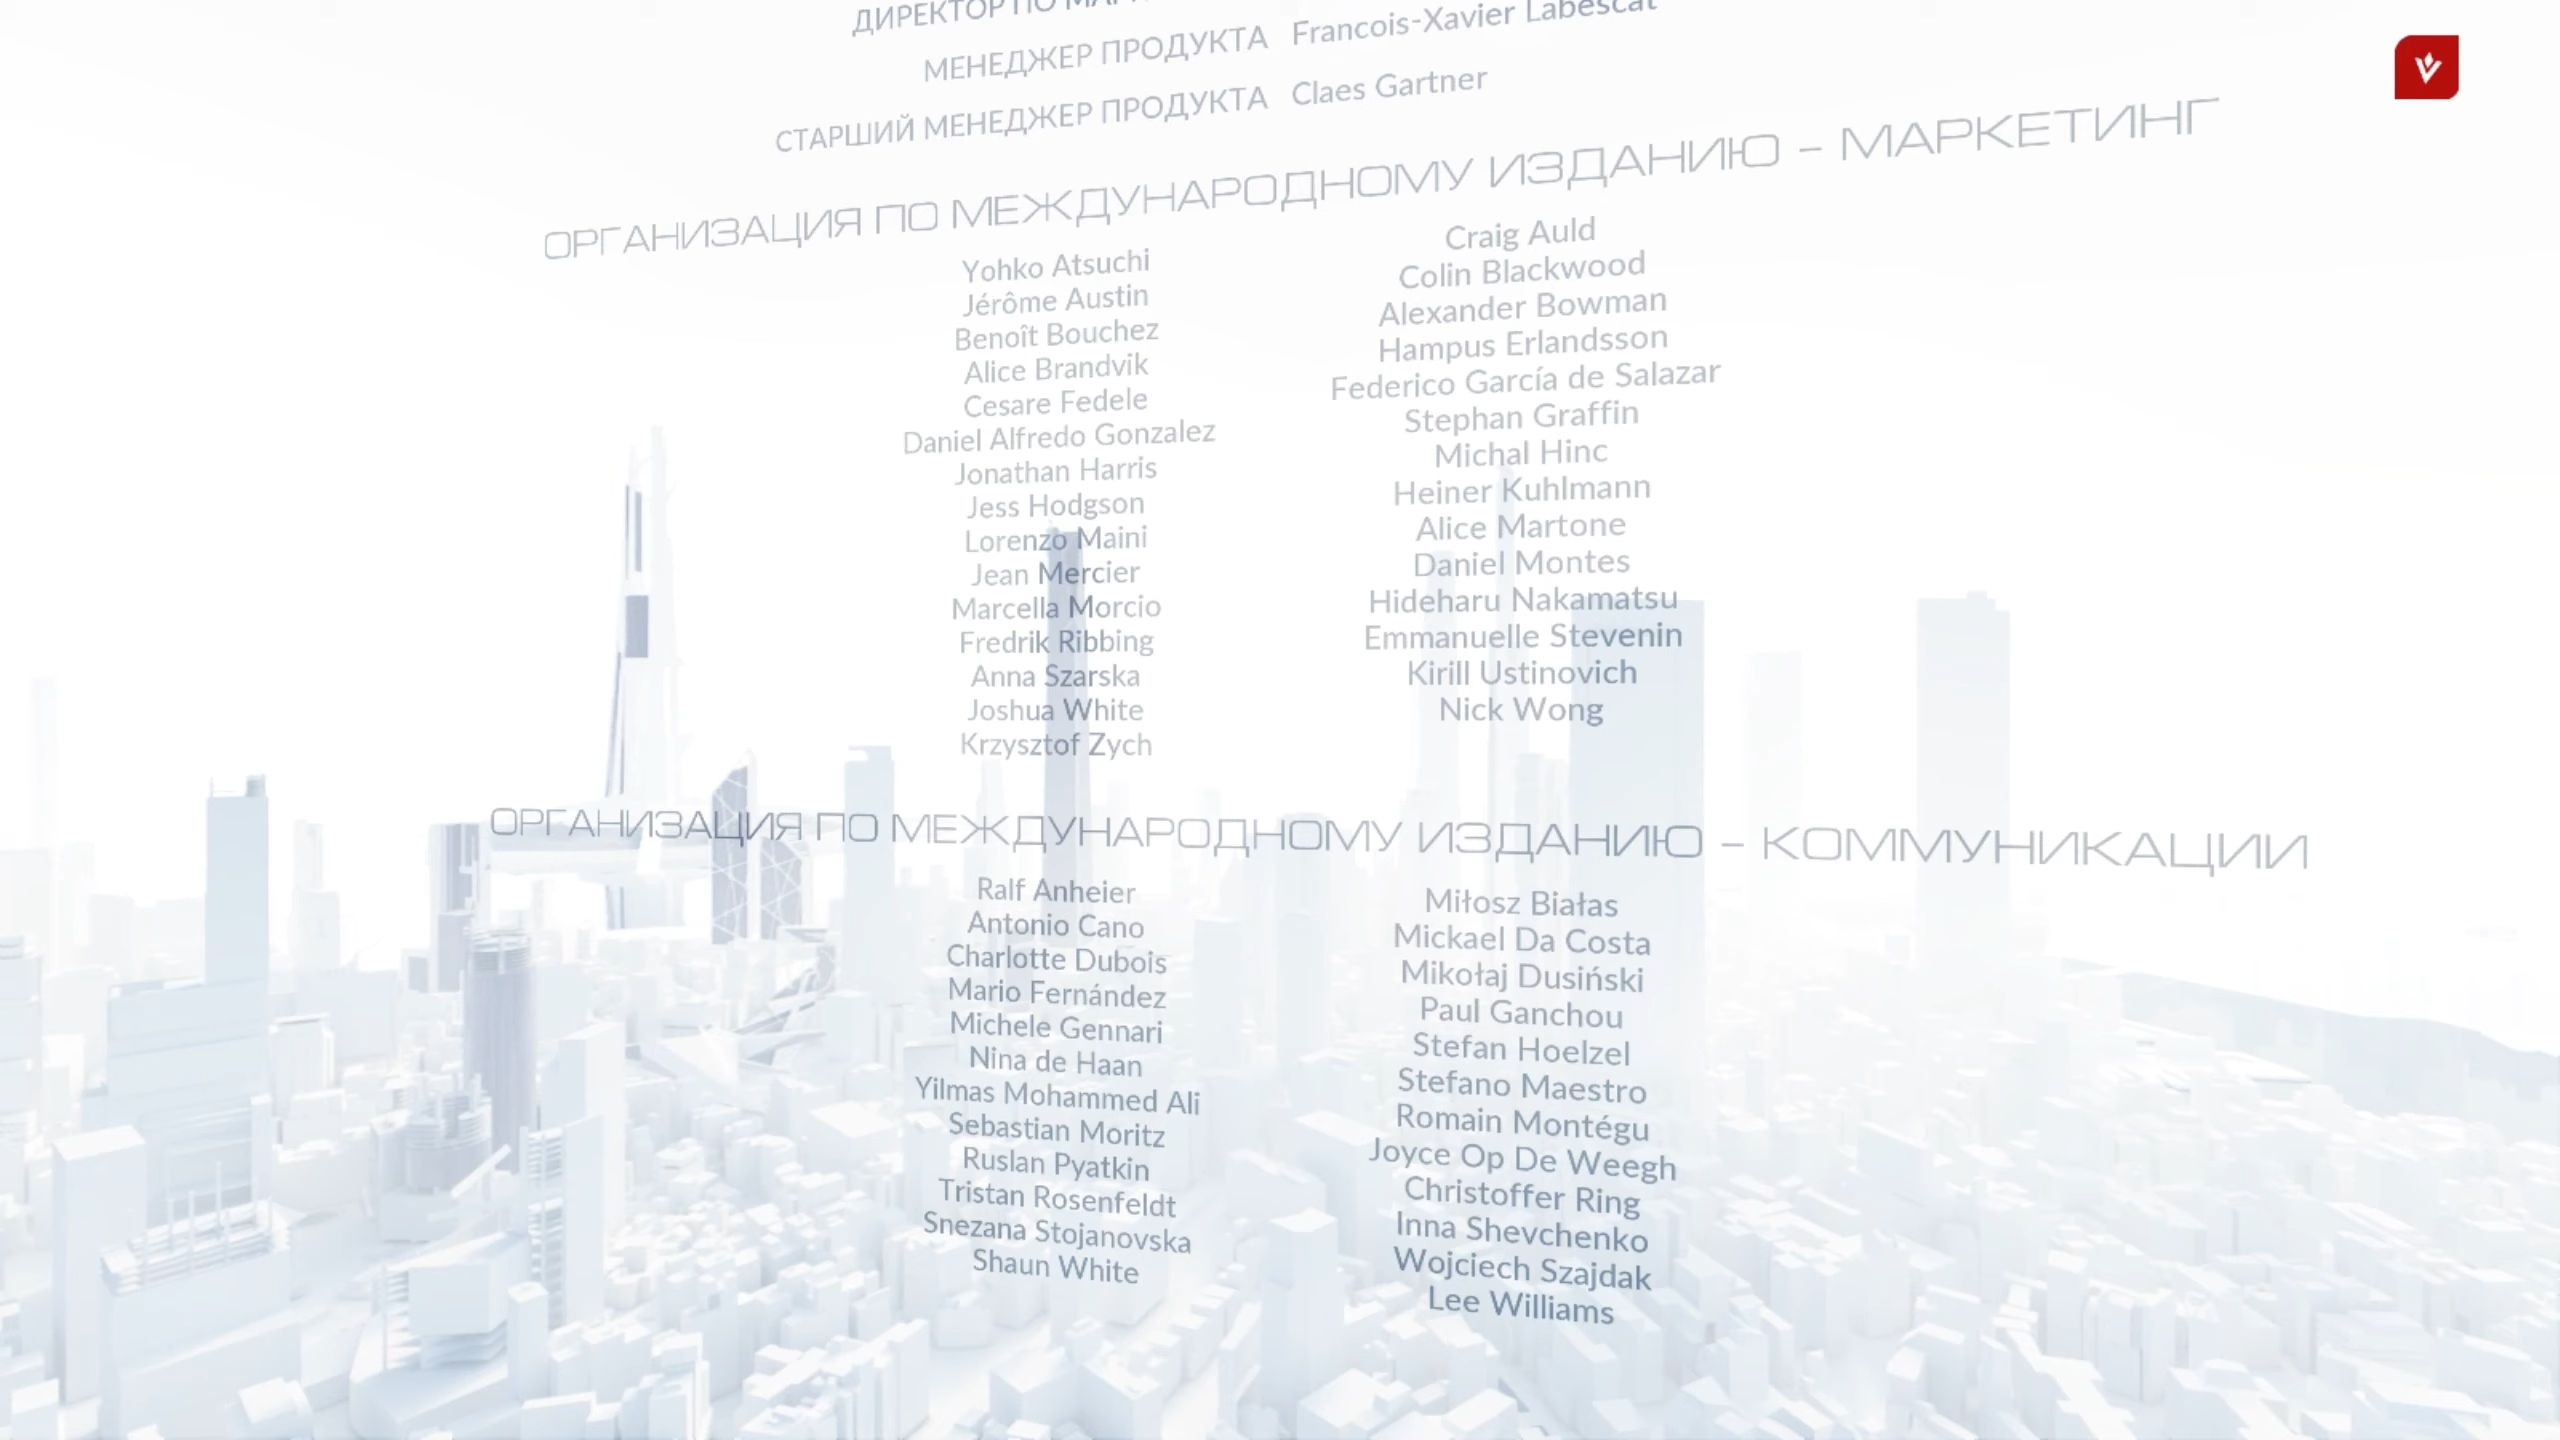 МЕНЕДЖЕР ПРОДУКТА Francois-Xavier Labescat
СТАРШИЙ МЕНЕДЖЕР ПРОДУКТА Claes Gartner
ОРГАНИЗАЦИЯ ПО МЕЖДУНАРОДНОМУ ИЗДАНИЮ - МАРКЕТИНГ
Yohko Atsuchi
Jérôme Austin
Benoît Bouchez
Alice Brandvik
Cesare Fedele
Daniel Alfredo Gonzalez
Jonathan Harris
Jess Hodgson
Lorenzo Maini
Jean Mercier
Marcella Morcio
Fredrik Ribbing
Anna Szarska
Joshua White
Krzysztof Zych
Craig Auld
Colin Blackwood
Alexander Bowman
Hampus Erlandsson
Federico García de Salazar
Stephan Graffin
Michal Hinc
Heiner Kuhlmann
Alice Martone
Daniel Montes
Hideharu Nakamatsu
Emmanuelle Stevenin
Kirill Ustinovich
Nick Wong
ОРГАНИЗАЦИЯ ПО МЕЖДУНАРОДНОМУ ИЗДАНИЮ - КОММУНИКАЦИИ
Ralf Anheier
Antonio Cano
Charlotte Dubois
Mario Fernández
Michele Gennari
Nina de Haan
Yilmas Mohammed Ali
Sebastian Moritz
Ruslan Pyatkin
Tristan Rosenfeldt
Snezana Stojanovska
Shaun White
Miłosz Białas
Mickael Da Costa
Mikołaj Dusiński
Paul Ganchou
Stefan Hoelzel
Stefano Maestro
Romain Montégu
Joyce Op De Weegh
Christoffer Ring
Inna Shevchenko
Wojciech Szajdak
Lee Williams